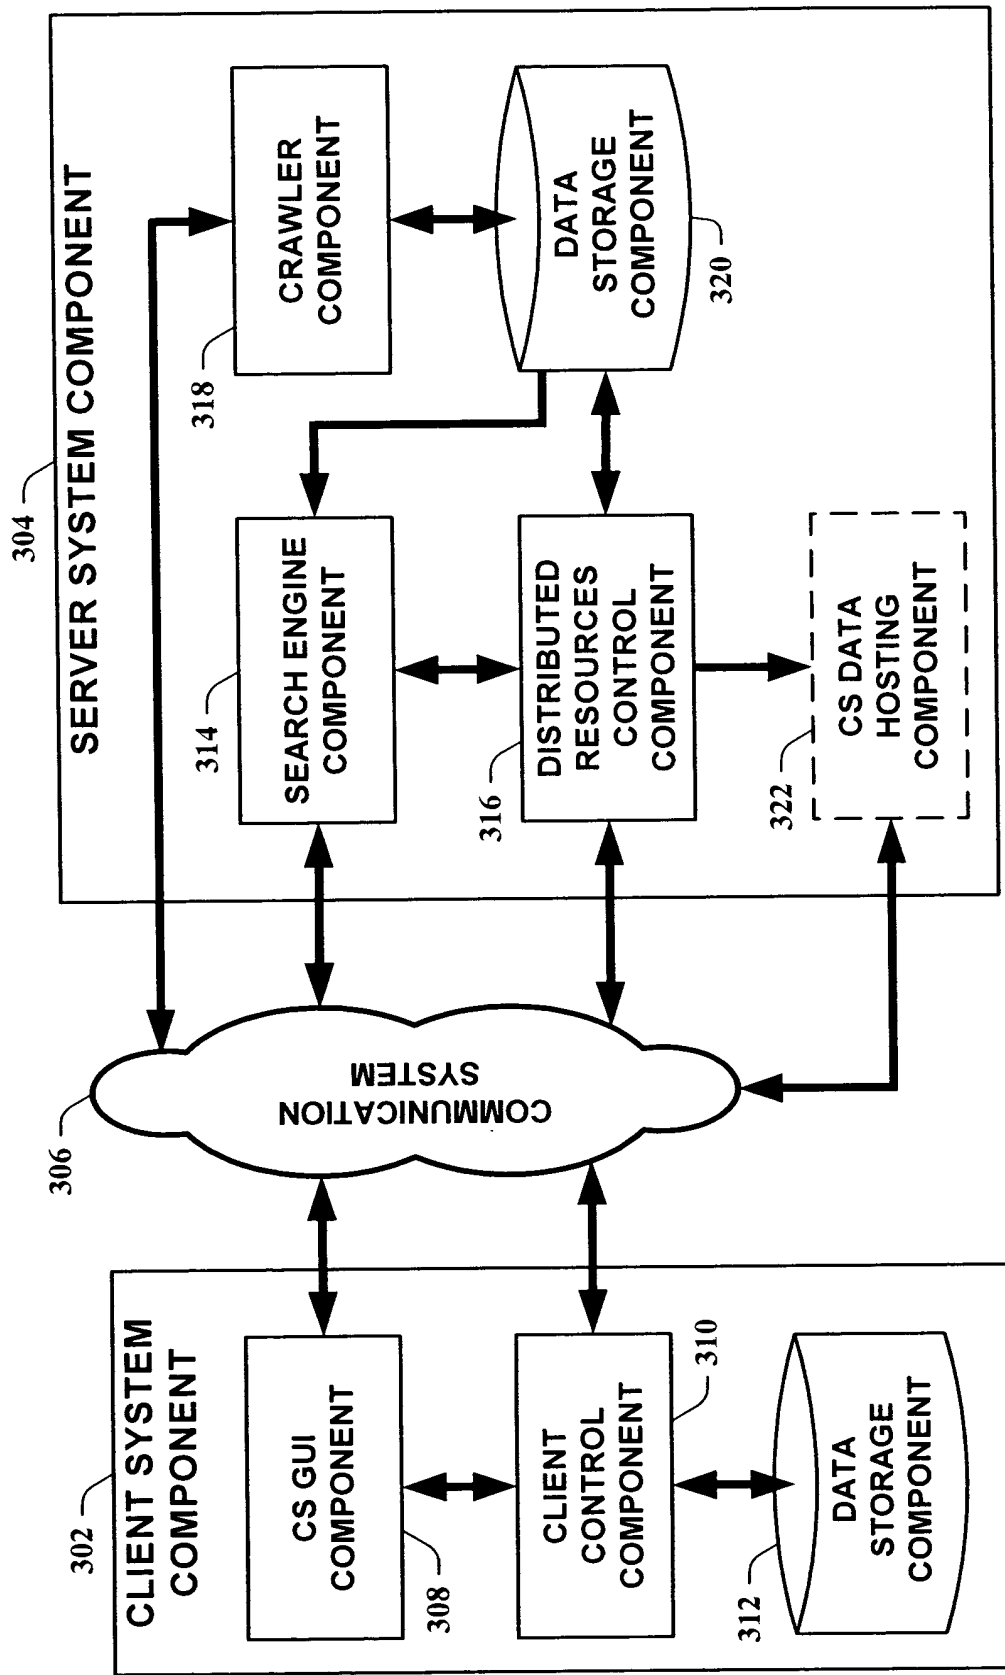 304
SERVER SYSTEM COMPONENT
318
CRAWLER
COMPONENT
314
SEARCH ENGINE
COMPONENT
DATA
STORAGE
COMPONENT
320
316
DISTRIBUTED
RESOURCES
CONTROL
COMPONENT
322
CS DATA
HOSTING
COMPONENT
306
COMMUNICATION
SYSTEM
302
CLIENT SYSTEM
COMPONENT
CS GUI
COMPONENT
308
CLIENT
CONTROL
COMPONENT
310
312
DATA
STORAGE
COMPONENT